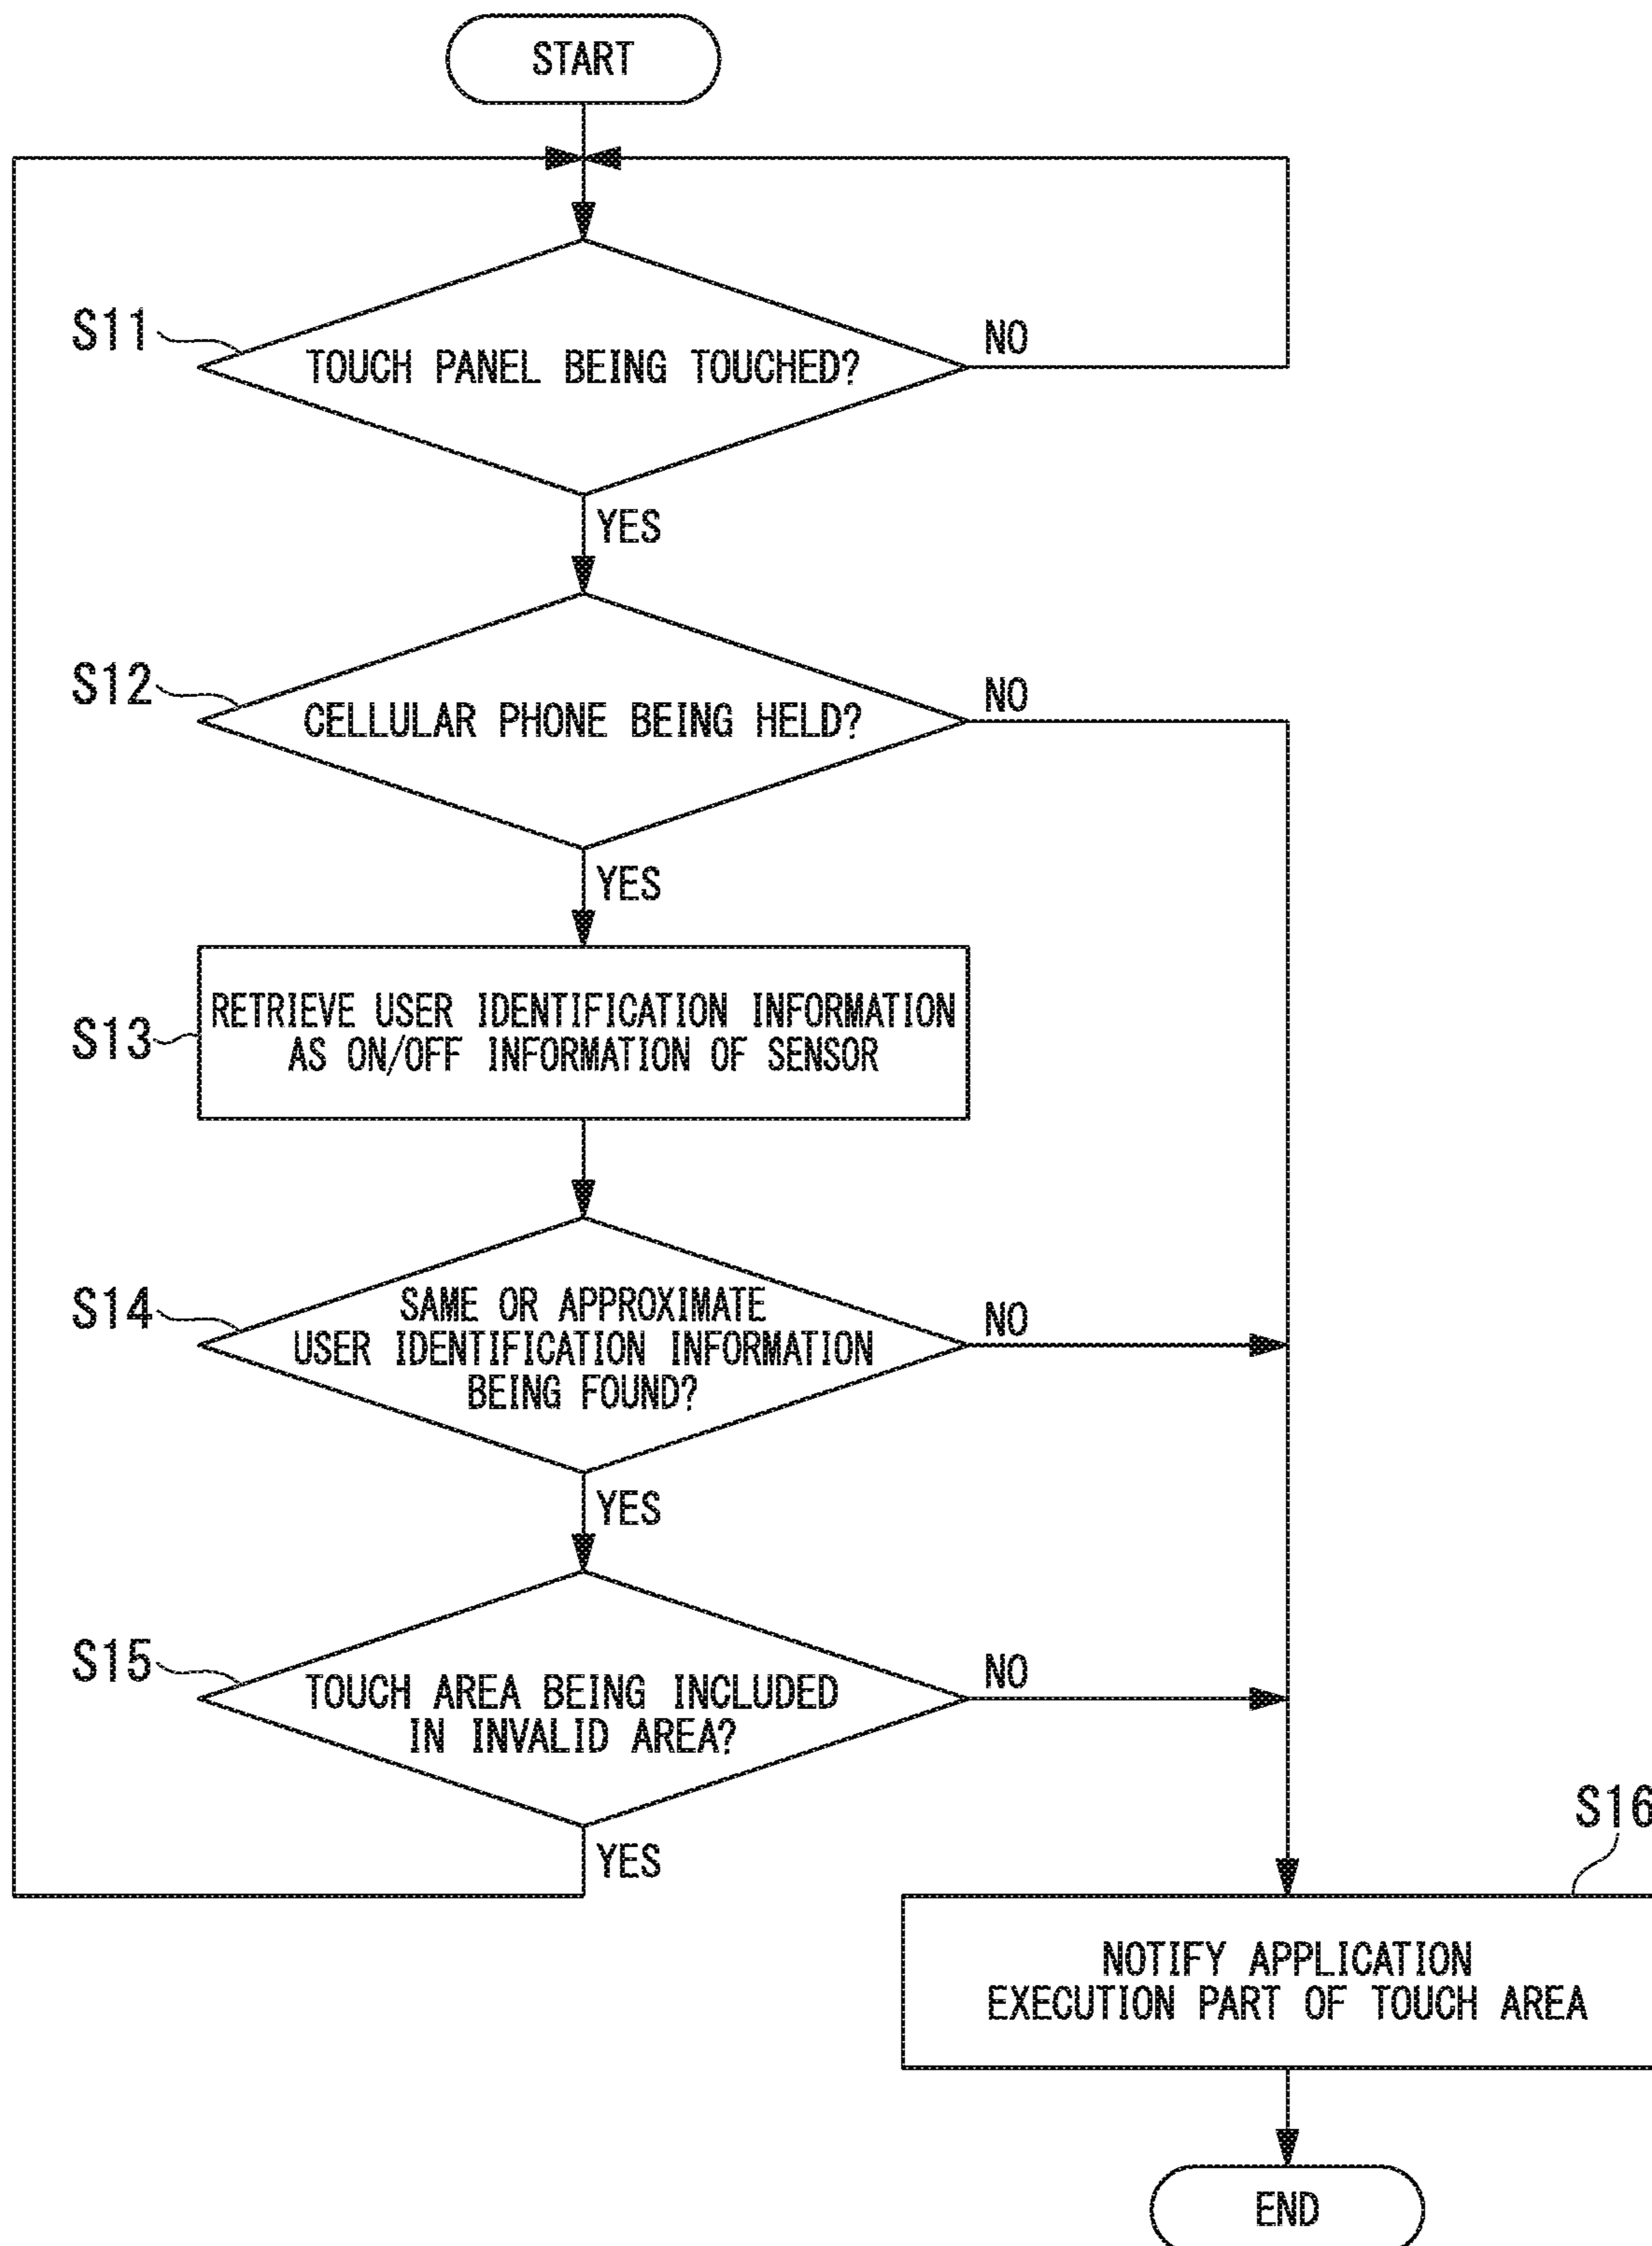 START
S11
TOUCH PANEL BEING TOUCHED?
NO
YES
S12
CELLULAR PHONE BEING HELD?
NO
YES
S13
RETRIEVE USER IDENTIFICATION INFORMATION
AS ON/OFF INFORMATION OF SENSOR
S14
SAME OR APPROXIMATE
USER IDENTIFICATION INFORMATION
BEING FOUND?
NO
YES
S15
TOUCH AREA BEING INCLUDED
IN INVALID AREA?
NO
YES
S16
NOTIFY APPLICATION
EXECUTION PART OF TOUCH AREA
END